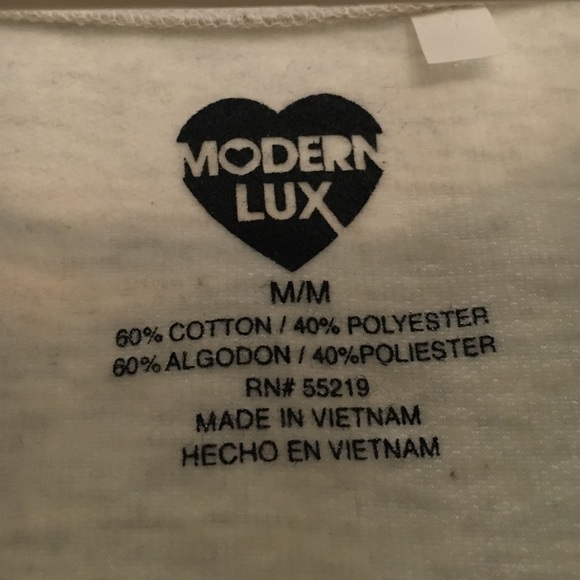 MODERN
LUX
M/M
60% COTTON / 40% POLYESTER
60% ALGODON / 40%POLIESTER
RN# 55219
MADE IN VIETNAM
HECHO EN VIETNAM